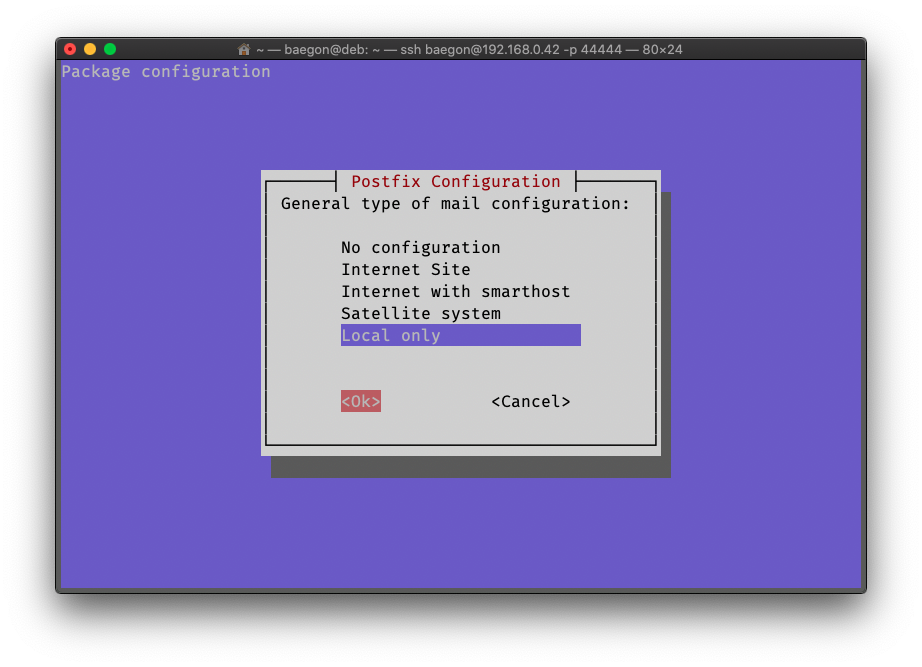 ~ — baegon@deb: ~ — ssh baegon@192.168.0.42 -p 44444 — 80×24
Package configuration
Postfix Configuration
General type of mail configuration:
No configuration
Internet Site
Internet with smarthost
Satellite system
Local only
<Ok> <Cancel>